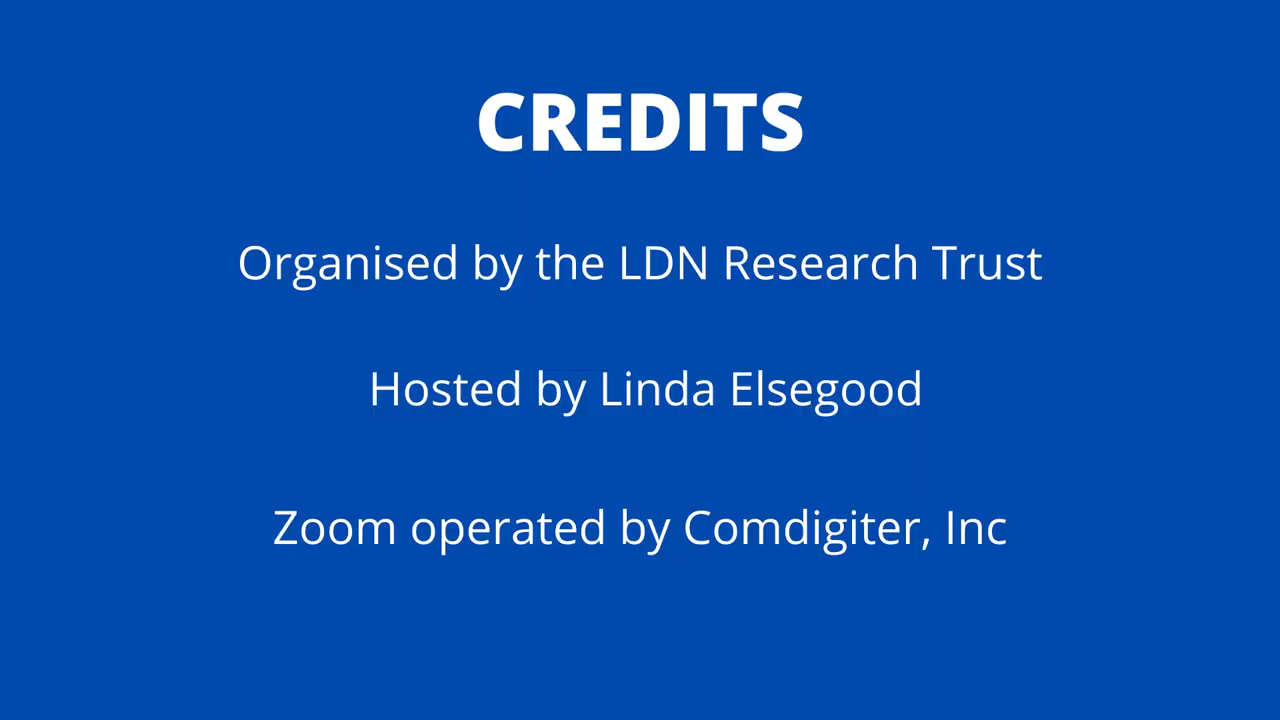 CREDITS
Organised by the LDN Research Trust
Hosted by Linda Elsegood
Zoom operated by Comdigiter, Inc